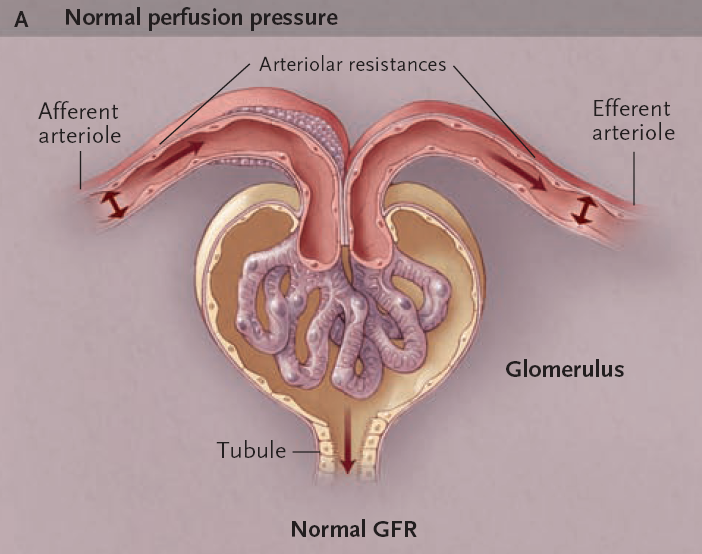 A Normal perfusion pressure
Arteriolar resistances
Afferent
arteriole
Efferent
arteriole
Glomerulus
Tubule
Normal GFR